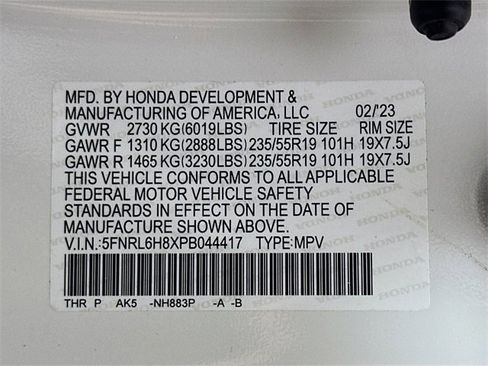 MFD. BY HONDA DEVELOPMENT &
MANUFACTURING OF AMERICA, LLC 02/'23
GVWR 2730 KG(6019LBS) TIRE SIZE RIM SIZE
GAWR F 1310 KG(2888LBS) 235/55R19 101H 19X7.5J
GAWR R 1465 KG(3230LBS) 235/55R19 101H 19X7.5J
THIS VEHICLE CONFORMS TO ALL APPLICABLE
FEDERAL MOTOR VEHICLE SAFETY
STANDARDS IN EFFECT ON THE DATE OF
MANUFACTURE SHOWN ABOVE.
V.I.N:5FNRL6H8XPB044417 TYPE:MPV
THR P AK5 -NH883P -A -B